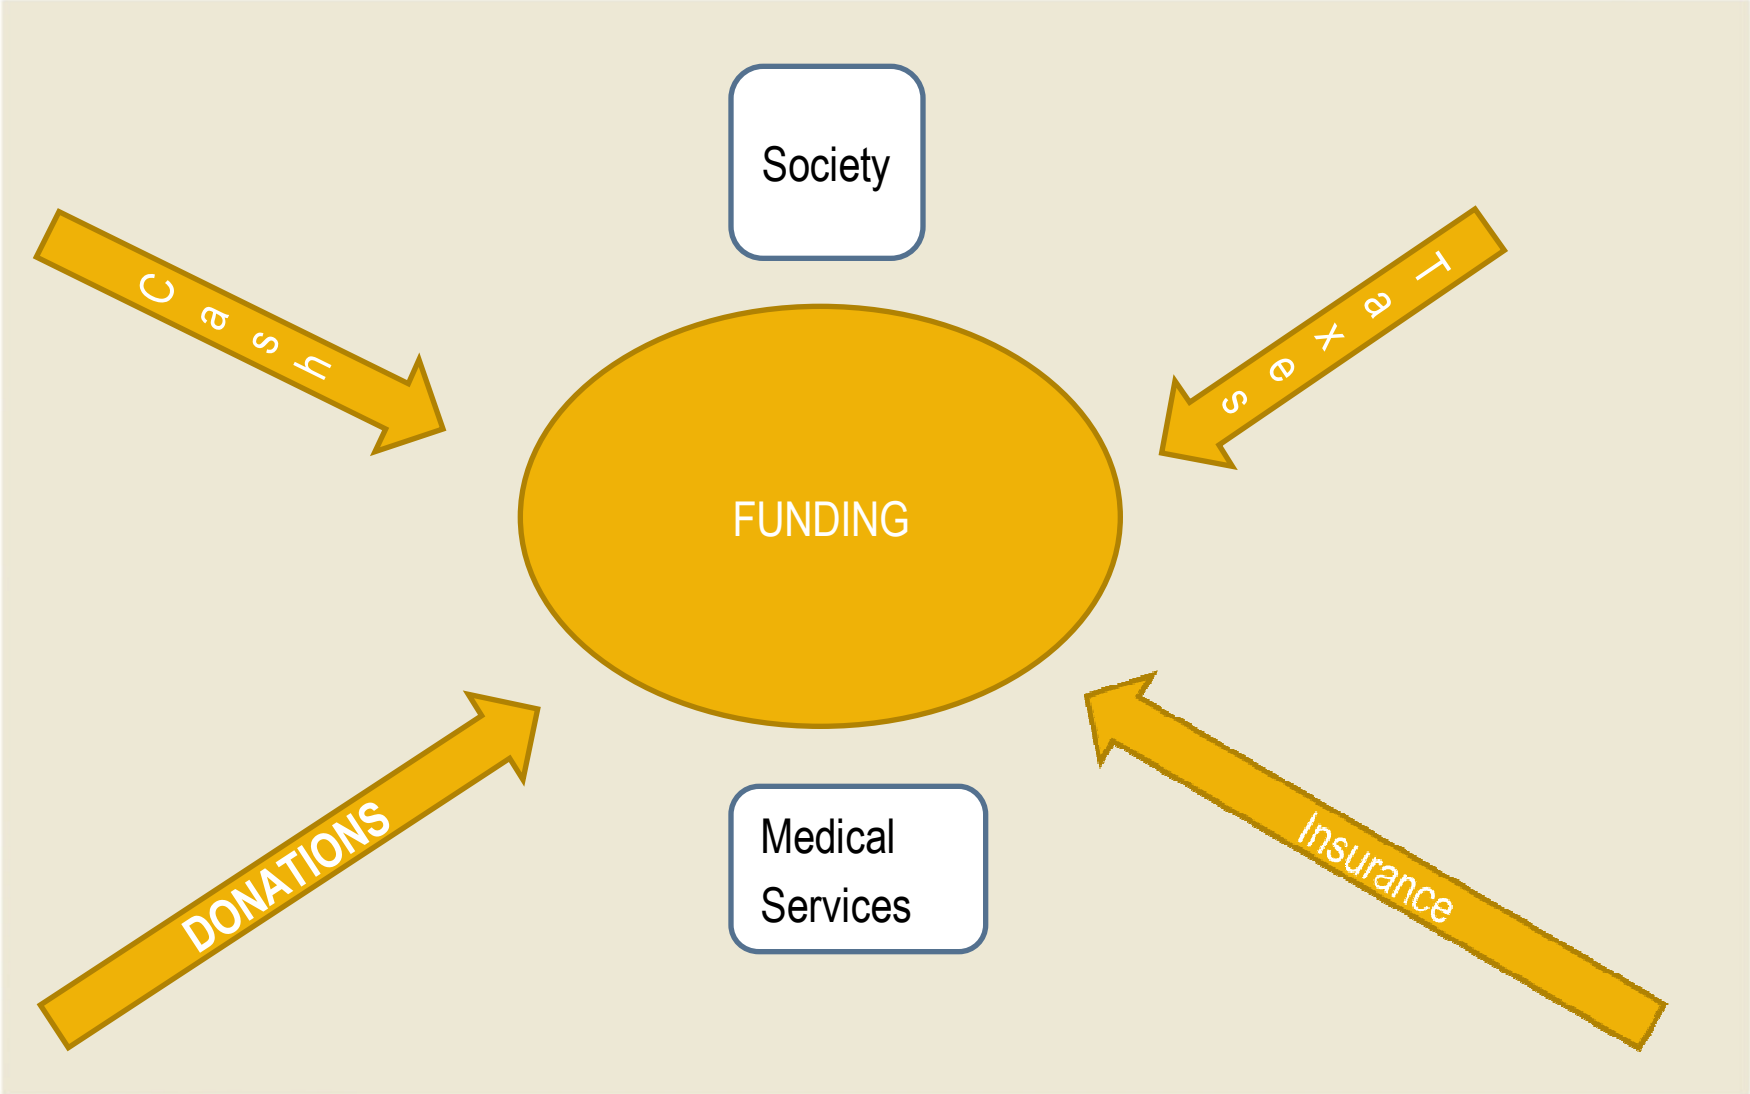 Society
Cash
Taxes
FUNDING
DONATIONS
Medical
Services
Insurance